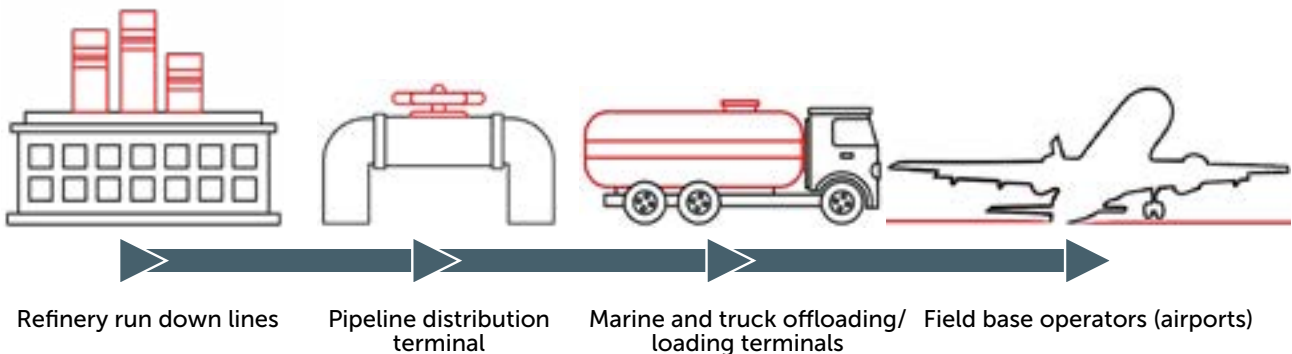 Refinery run down lines
Pipeline distribution
terminal
Marine and truck offloading/
loading terminals
Field base operators (airports)